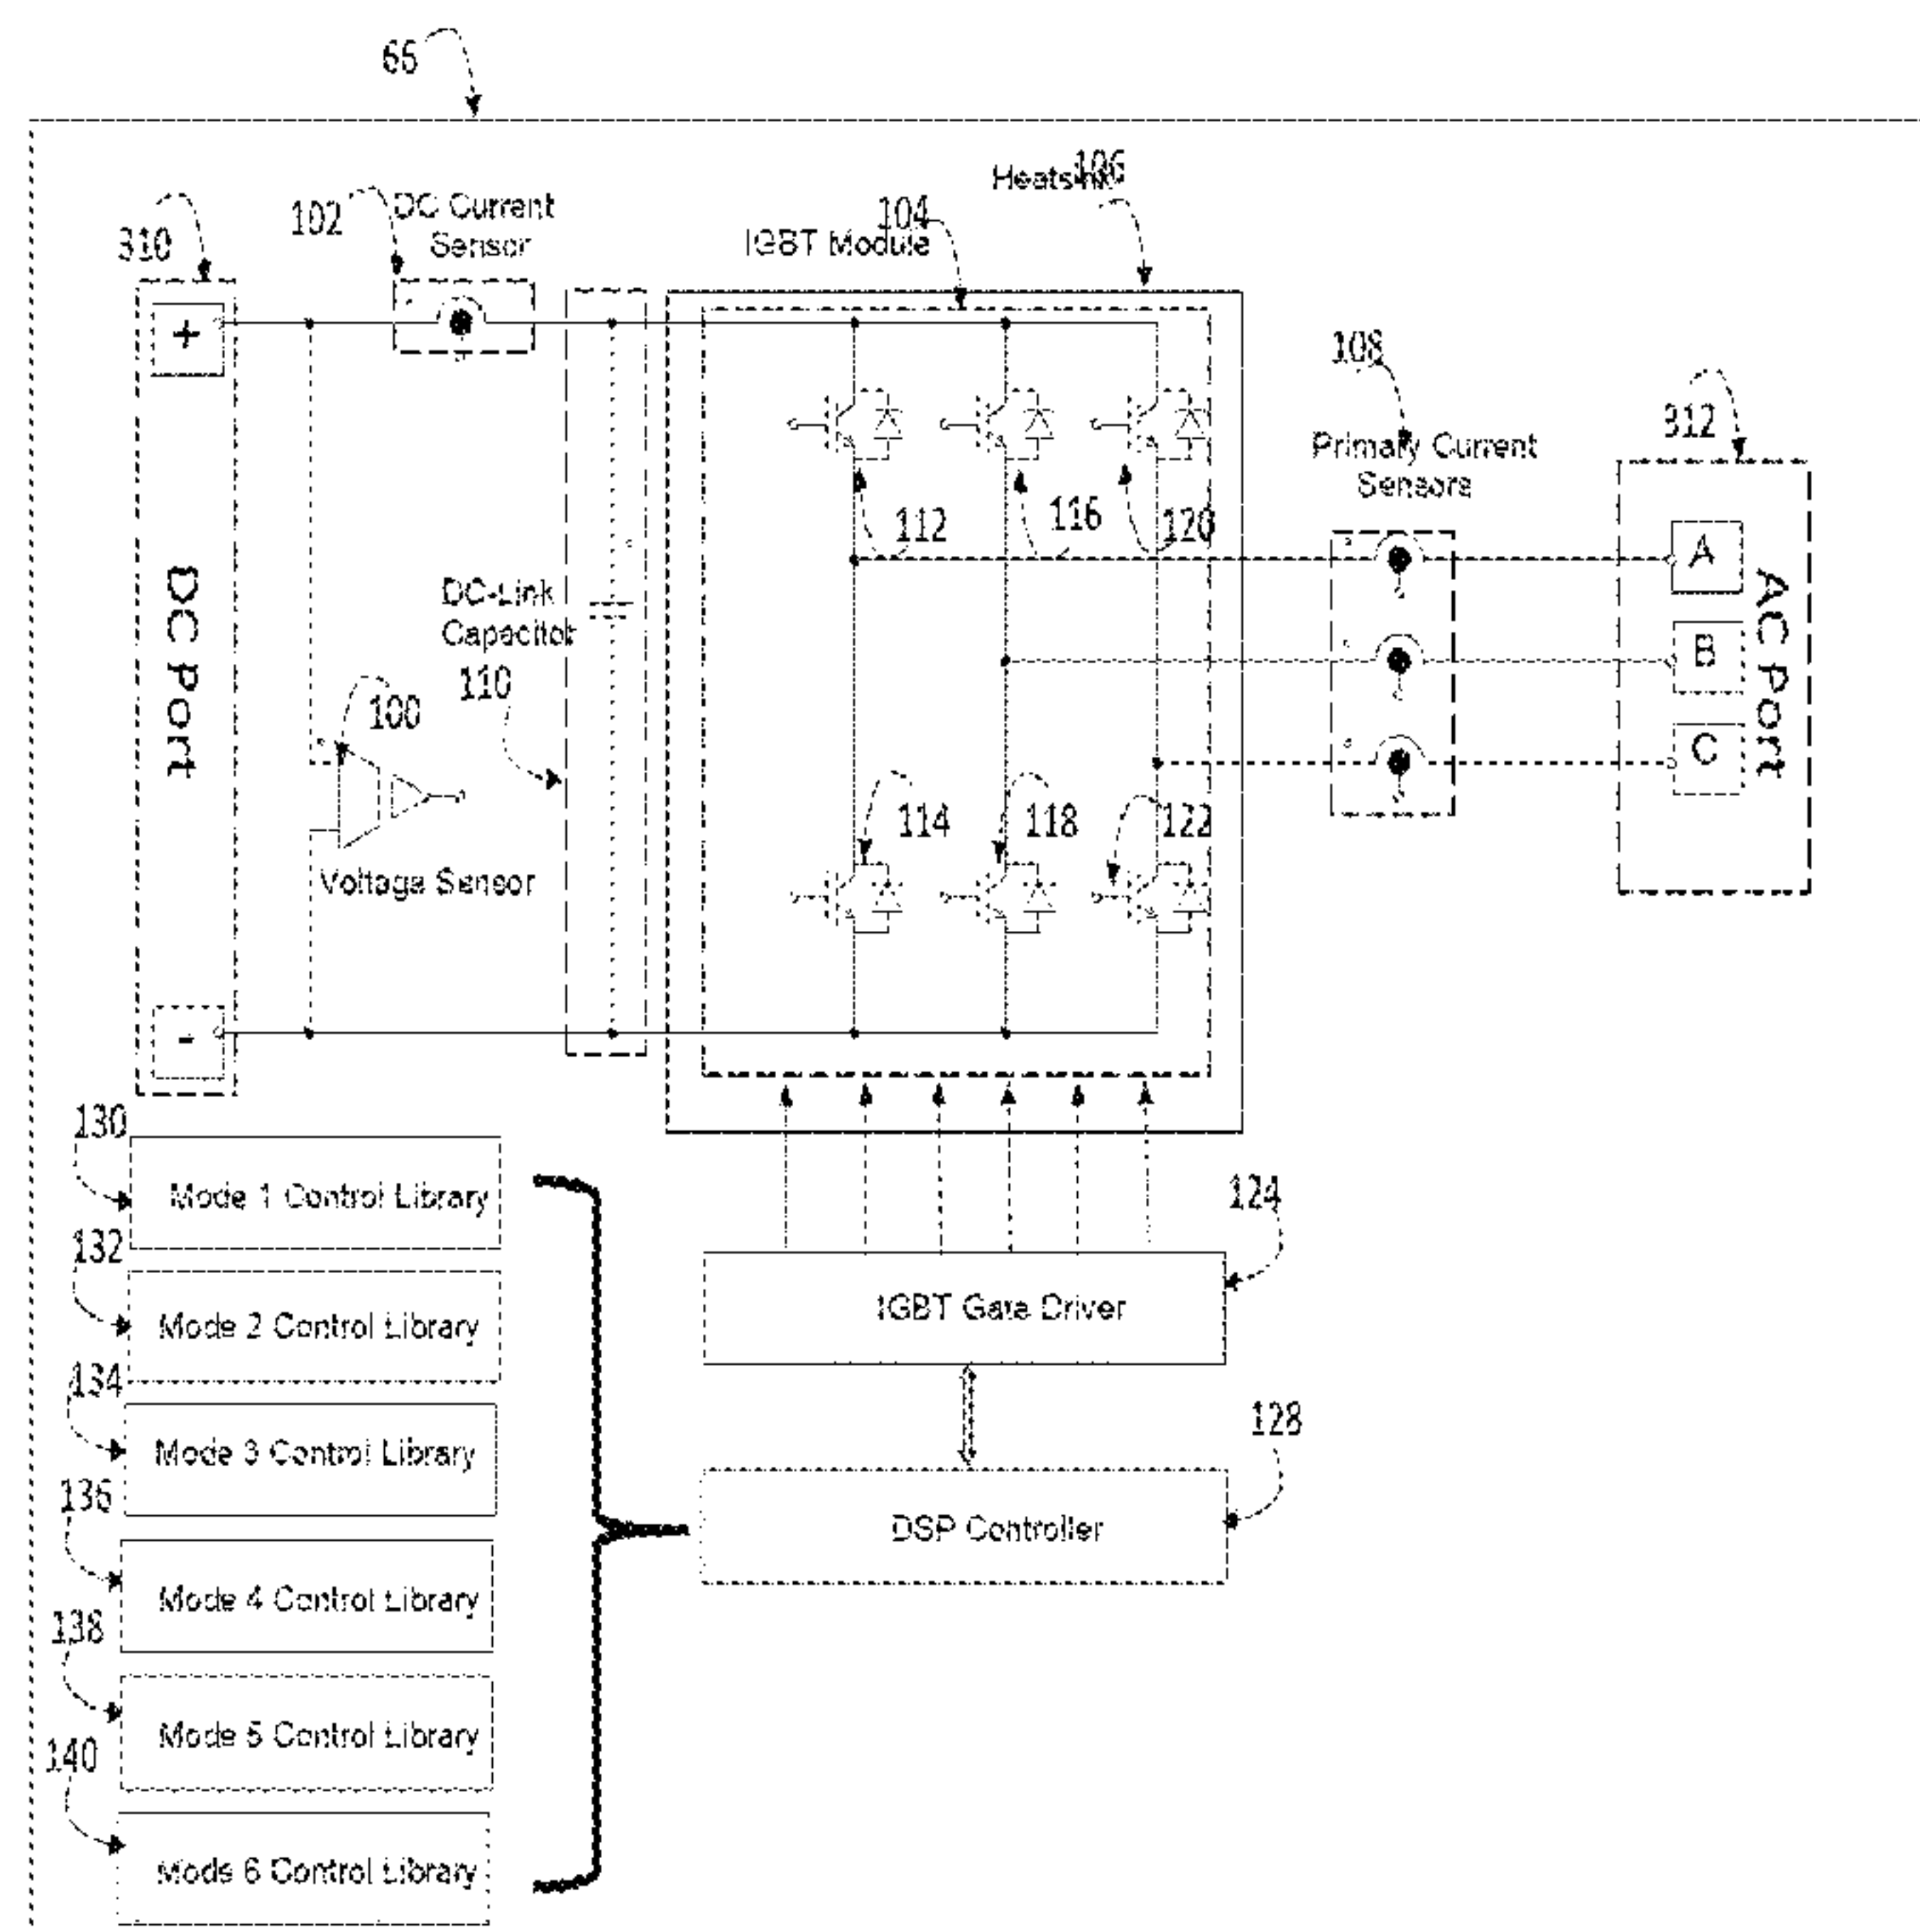 66
Heatsink
106
102
DC Current
Sensor
104
IGBT Module
310
+
108
312
Primary Current
Sensors
112
116
120
A
B
C
AC Port
DC Port
DC-Link
Capacitor
110
100
114
118
122
Voltage Sensor
-
130
Mode 1 Control Library
132
Mode 2 Control Library
134
Mode 3 Control Library
136
Mode 4 Control Library
138
Mode 5 Control Library
140
Mode 6 Control Library
124
IGBT Gate Driver
128
DSP Controller